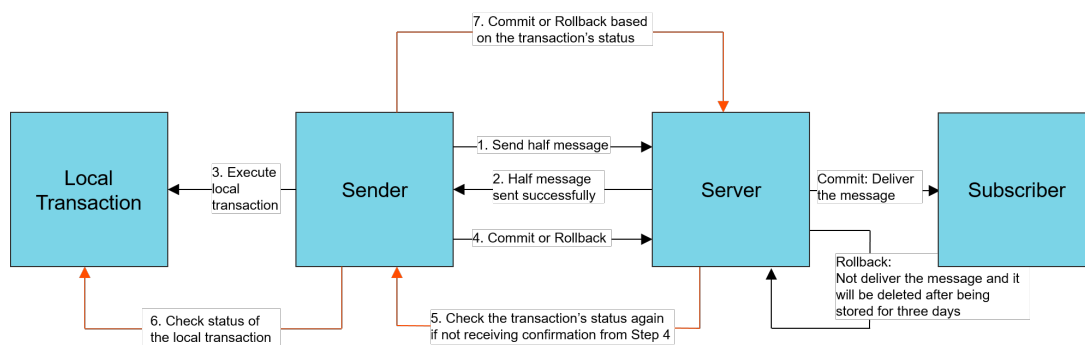 7. Commit or Rollback based
on the transaction's status
Local
Transaction
3. Execute
local
transaction
Sender
1. Send half message
2. Half message
sent successfully
4. Commit or Rollback
Server
Commit: Deliver
the message
Subscriber
Rollback:
Not deliver the message and it
will be deleted after being
stored for three days
6. Check status of
the local transaction
5. Check the transaction's status again
if not receiving confirmation from Step 4